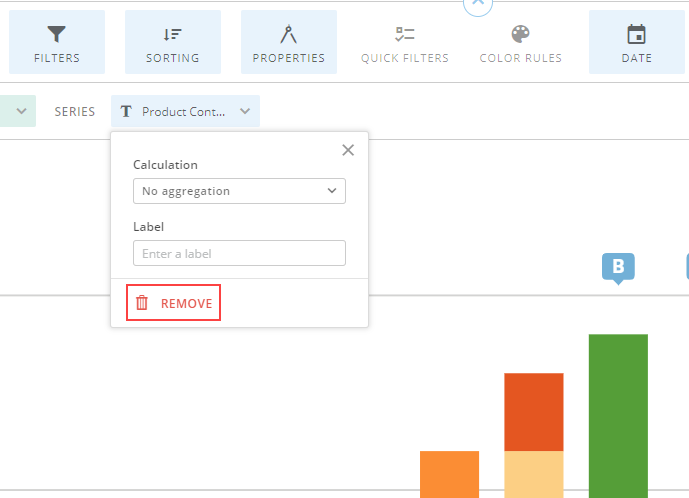 FILTERS
SORTING
PROPERTIES
QUICK FILTERS
COLOR RULES
DATE
SERIES
T Product Cont...
Calculation
No aggregation
Label
Enter a label
REMOVE
B